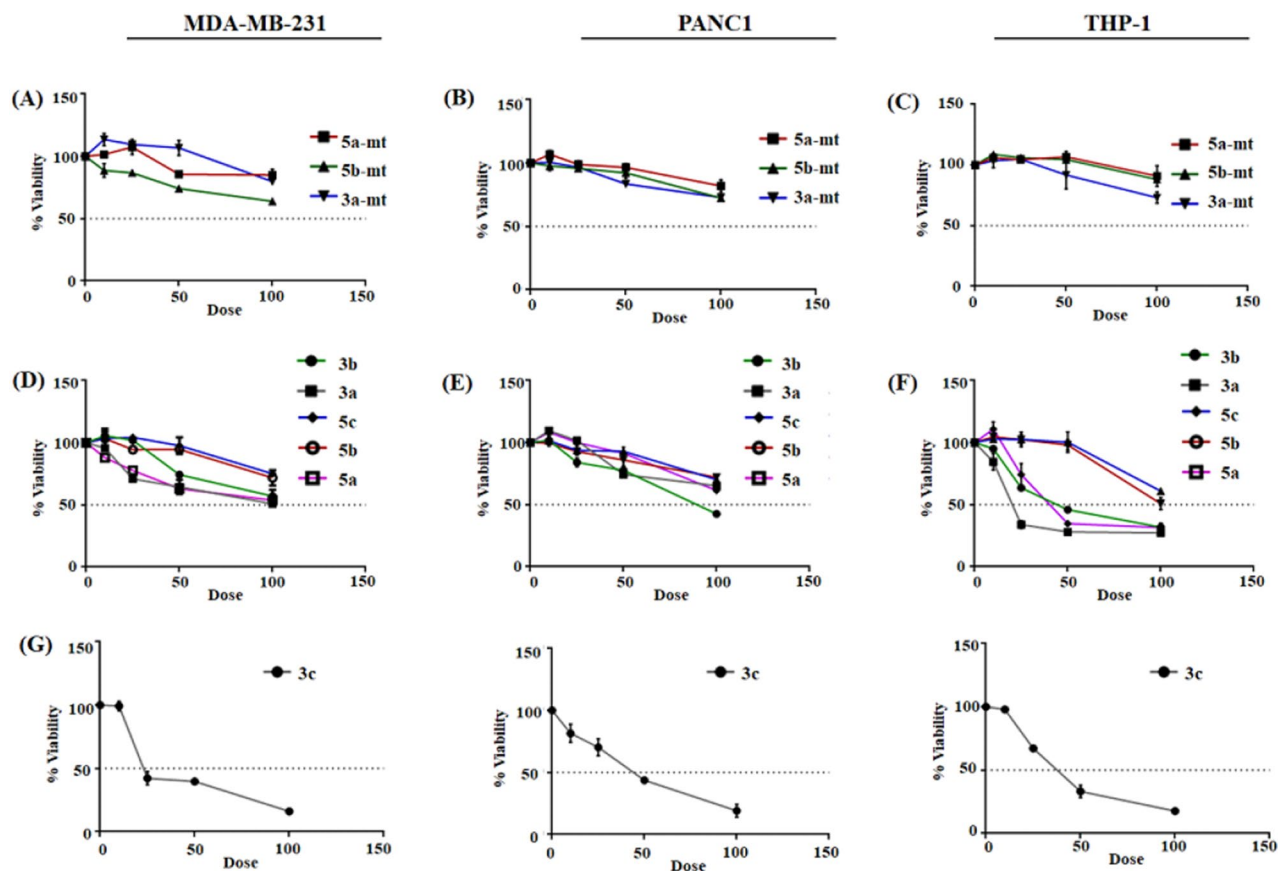 MDA-MB-231 PANC1 THP-1
(A) 150 100 50 0 % Viability 0 50 100 150 Dose
5a-mt
5b-mt
3a-mt
(B) 150 100 50 0 % Viability 0 50 100 150 Dose
5a-mt
5b-mt
3a-mt
(C) 150 100 50 0 % Viability 0 50 100 150 Dose
5a-mt
5b-mt
3a-mt
(D) 150 100 50 0 % Viability 0 50 100 150 Dose
3b
3a
5c
5b
5a
(E) 150 100 50 0 % Viability 0 50 100 150 Dose
3b
3a
5c
5b
5a
(F) 150 100 50 0 % Viability 0 50 100 150 Dose
3b
3a
5c
5b
5a
(G) 150 100 50 0 % Viability 0 50 100 150 Dose
3c
150 100 50 0 % Viability 0 50 100 150 Dose
3c
150 100 50 0 % Viability 0 50 100 150 Dose
3c